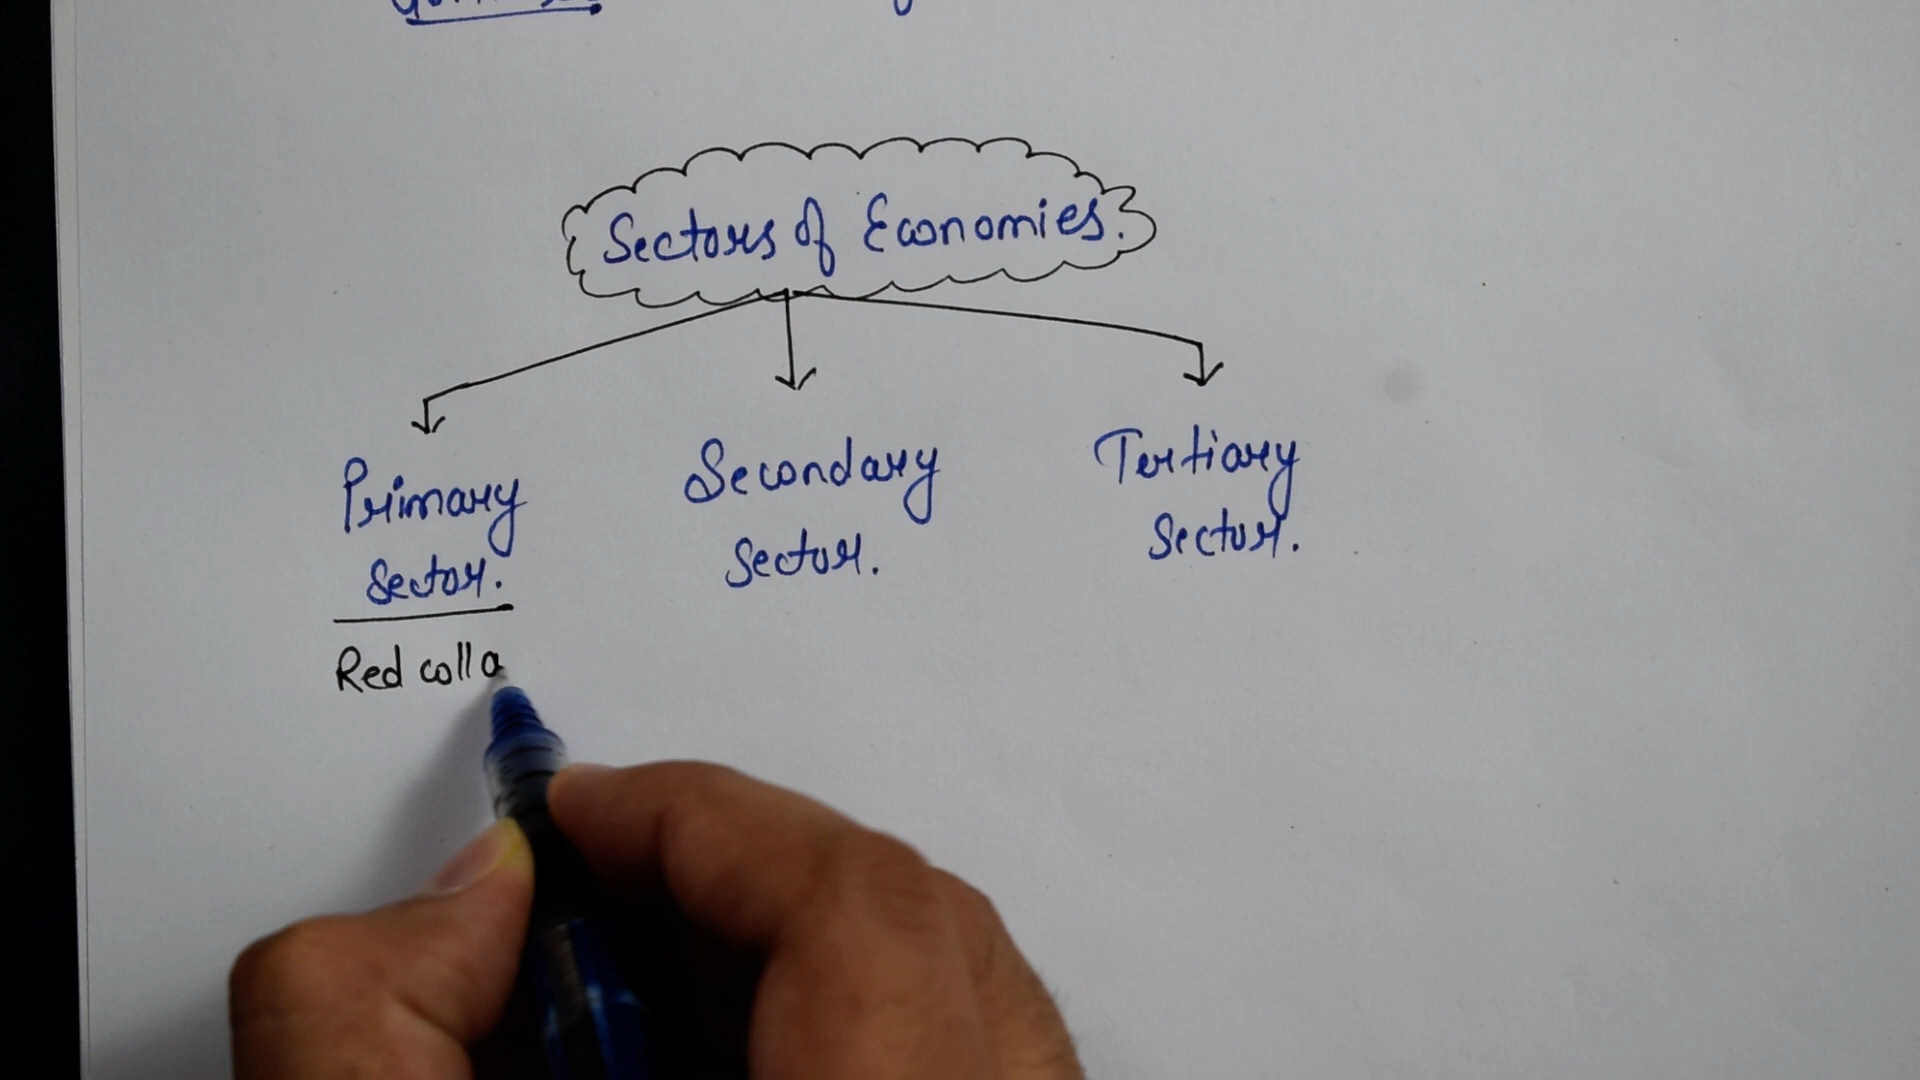 Sectors of Economies.
Primary
Sector.
Secondary
Sector.
Tertiary
Sector.
Red colla